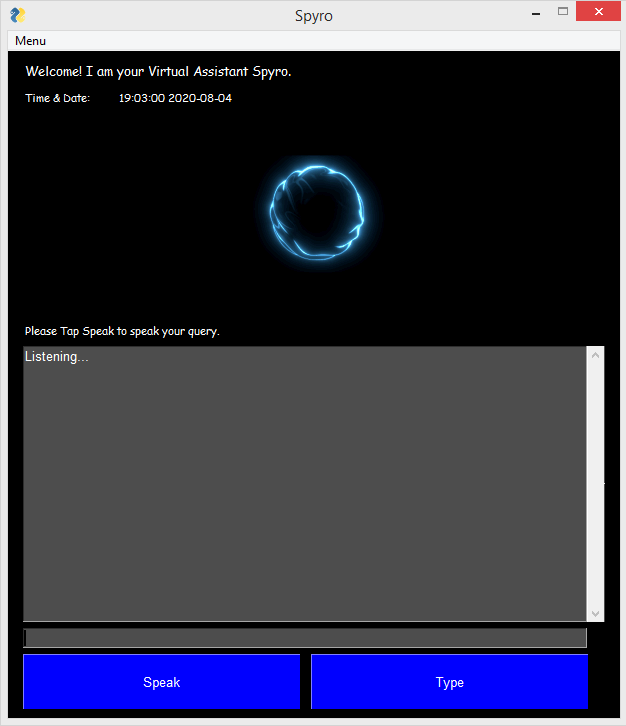 Spyro
Menu
Welcome! I am your Virtual Assistant Spyro.
Time & Date: 19:03:00 2020-08-04
Please Tap Speak to speak your query.
Listening...
Speak Type